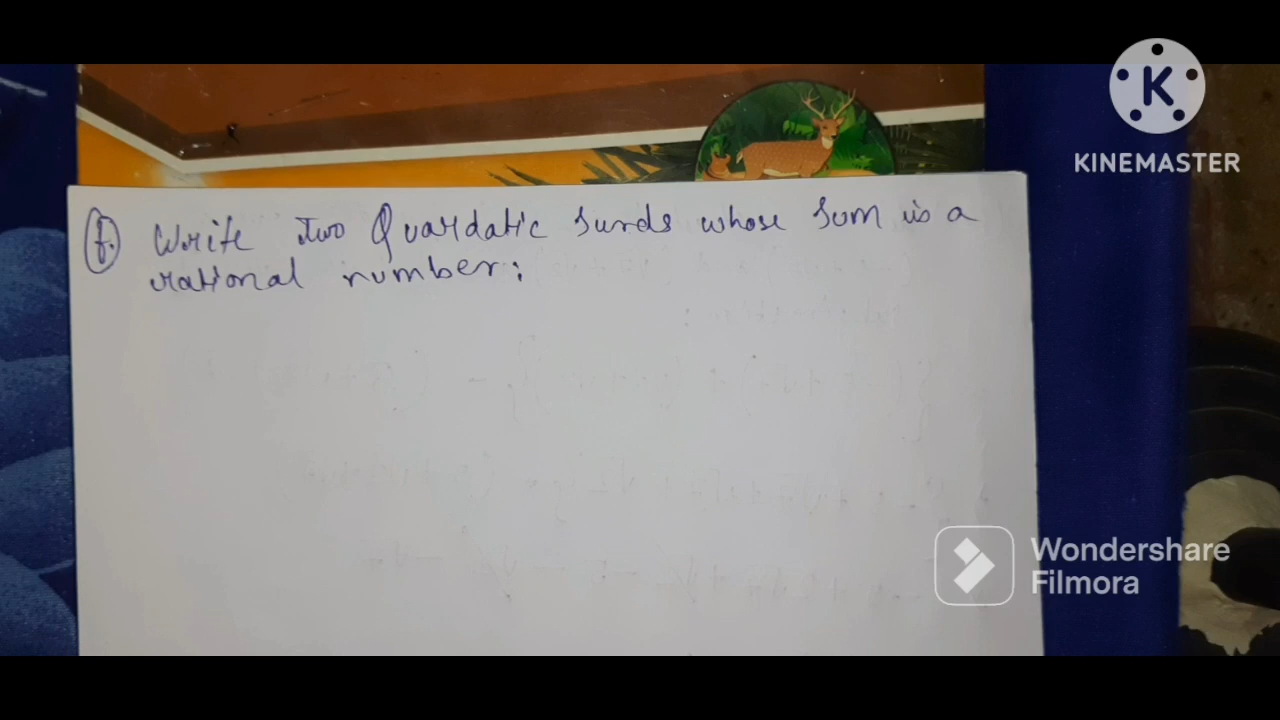 KINEMASTER
f. Write two Quardatic surds whose sum is a
rational number:
Wondershare
Filmora